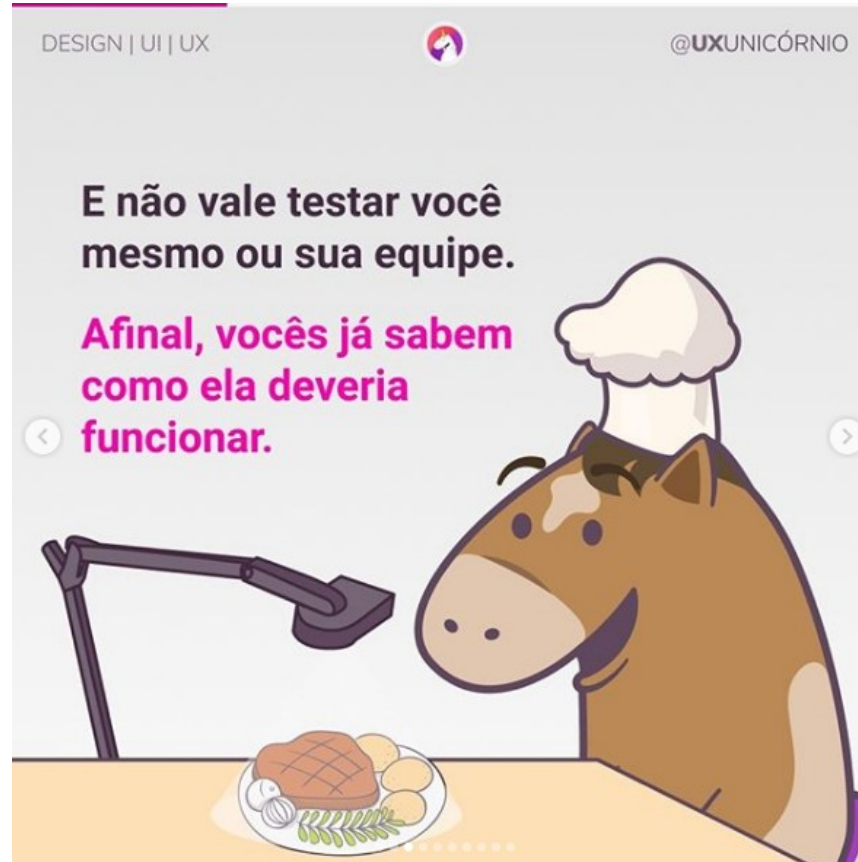 DESIGN | UI | UX
@UXUNICÓRNIO
E não vale testar você
mesmo ou sua equipe.
Afinal, vocês já sabem
como ela deveria
funcionar.